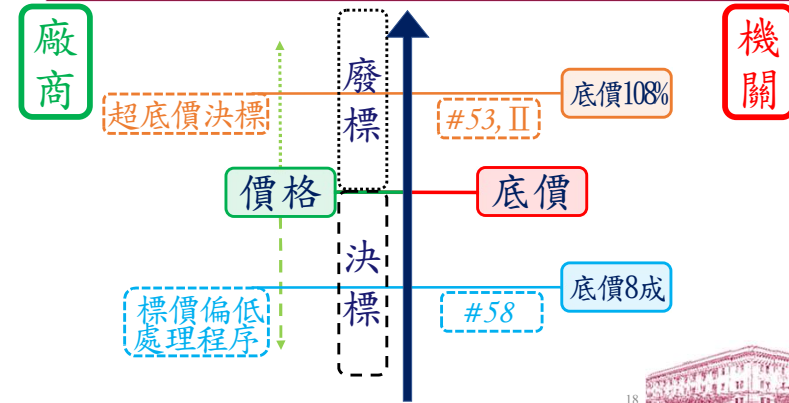 廠商
機關
廢標
底價108%
超底價決標
#53,Ⅱ
價格
底價
決標
底價8成
標價偏低
處理程序
#58
18